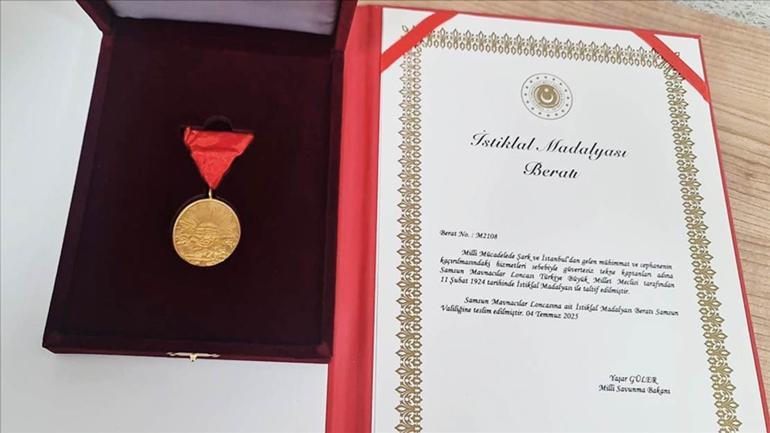 İstiklal Madalyası
Beratı
Berat No. : M2108
Milli Mücadelede Şark ve İstanbul'dan gelen mühimmat ve cephanenin
kaçırılmasındaki hizmetleri sebebiyle güvertesiz tekne kaptanları adına
Samsun Mavnacılar Loncası Türkiye Büyük Millet Meclisi tarafından
11 Şubat 1924 tarihinde İstiklal Madalyası ile taltif edilmiştir.
Samsun Mavnacılar Loncasına ait İstiklal Madalyası Beratı Samsun
Valiliğine teslim edilmiştir. 04 Temmuz 2025
Yaşar GÜLER
Milli Savunma Bakanı